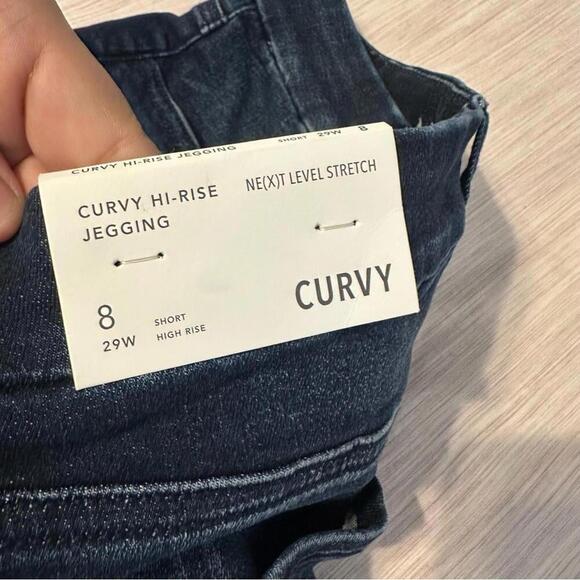 CURVY HI-RISE JEGGING SHORT 29W 8
CURVY HI-RISE
JEGGING
NE(X)T LEVEL STRETCH
CURVY
8
29W
SHORT
HIGH RISE